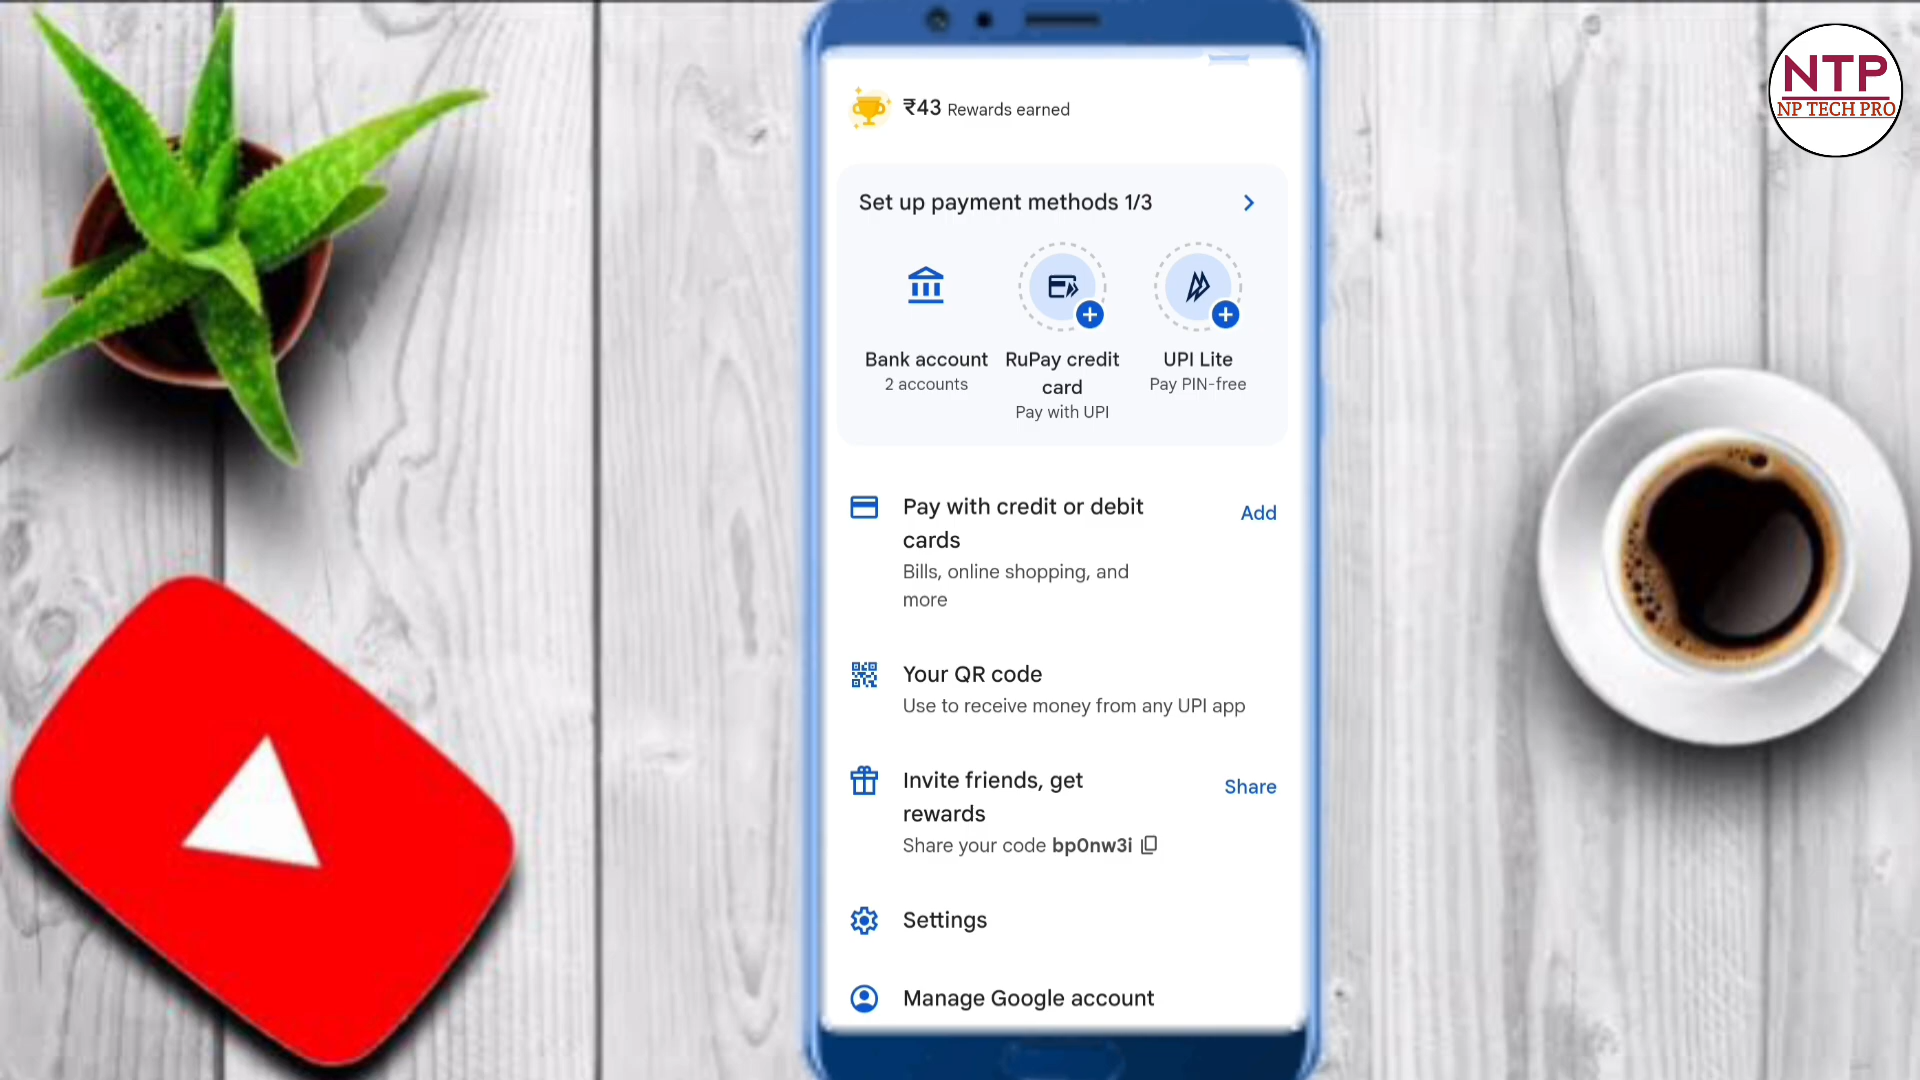 NTP
NP TECH PRO
₹43 Rewards earned
Set up payment methods 1/3
Bank account
2 accounts
RuPay credit
card
Pay with UPI
UPI Lite
Pay PIN-free
Pay with credit or debit
cards
Add
Bills, online shopping, and
more
Your QR code
Use to receive money from any UPI app
Invite friends, get
rewards
Share
Share your code bp0nw3i
Settings
Manage Google account